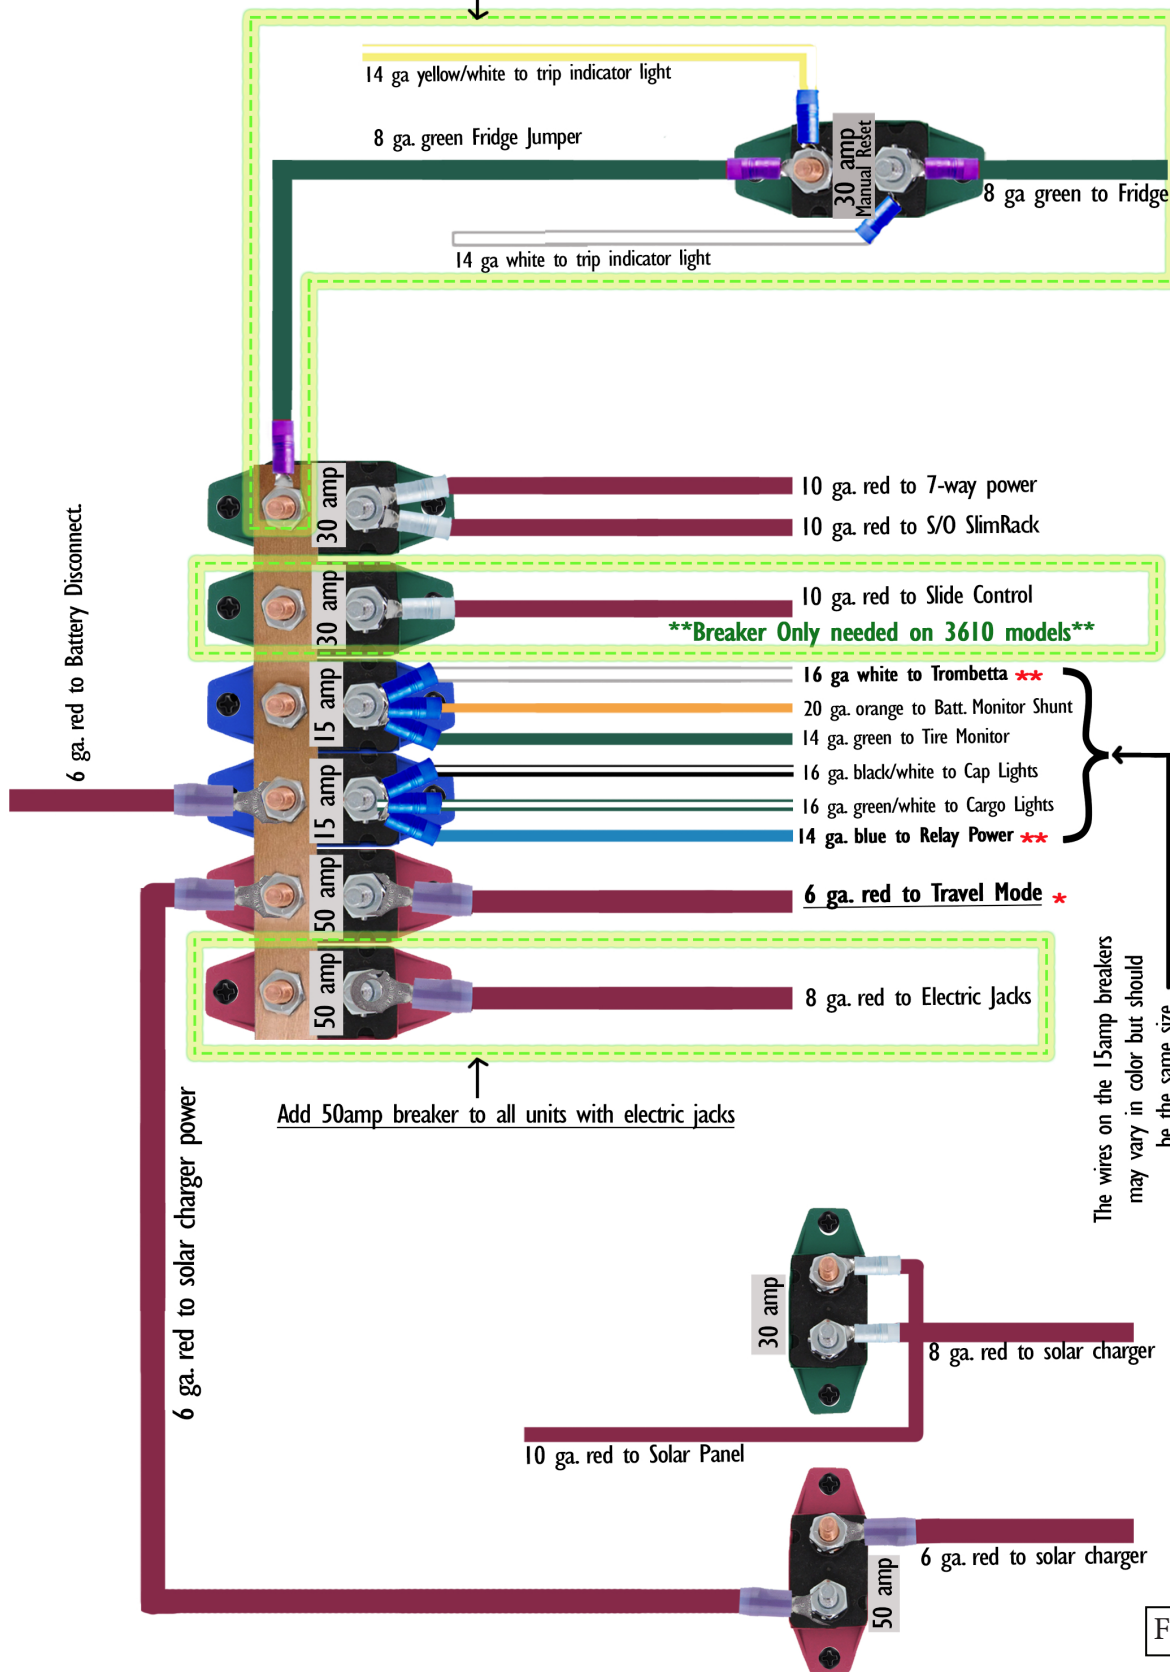 14 ga yellow/white to trip indicator light
8 ga. green Fridge Jumper
30 amp
Manual Reset
8 ga green to Fridge
14 ga white to trip indicator light
6 ga. red to Battery Disconnect.
30 amp
10 ga. red to 7-way power
10 ga. red to S/O SlimRack
30 amp
10 ga. red to Slide Control
**Breaker Only needed on 3610 models**
15 amp
16 ga white to Trombetta **
20 ga. orange to Batt. Monitor Shunt
14 ga. green to Tire Monitor
15 amp
16 ga. black/white to Cap Lights
16 ga. green/white to Cargo Lights
14 ga. blue to Relay Power **
50 amp
6 ga. red to Travel Mode *
50 amp
8 ga. red to Electric Jacks
The wires on the 15amp breakers
may vary in color but should
be the same size
Add 50amp breaker to all units with electric jacks
6 ga. red to solar charger power
30 amp
8 ga. red to solar charger
10 ga. red to Solar Panel
6 ga. red to solar charger
50 amp
F